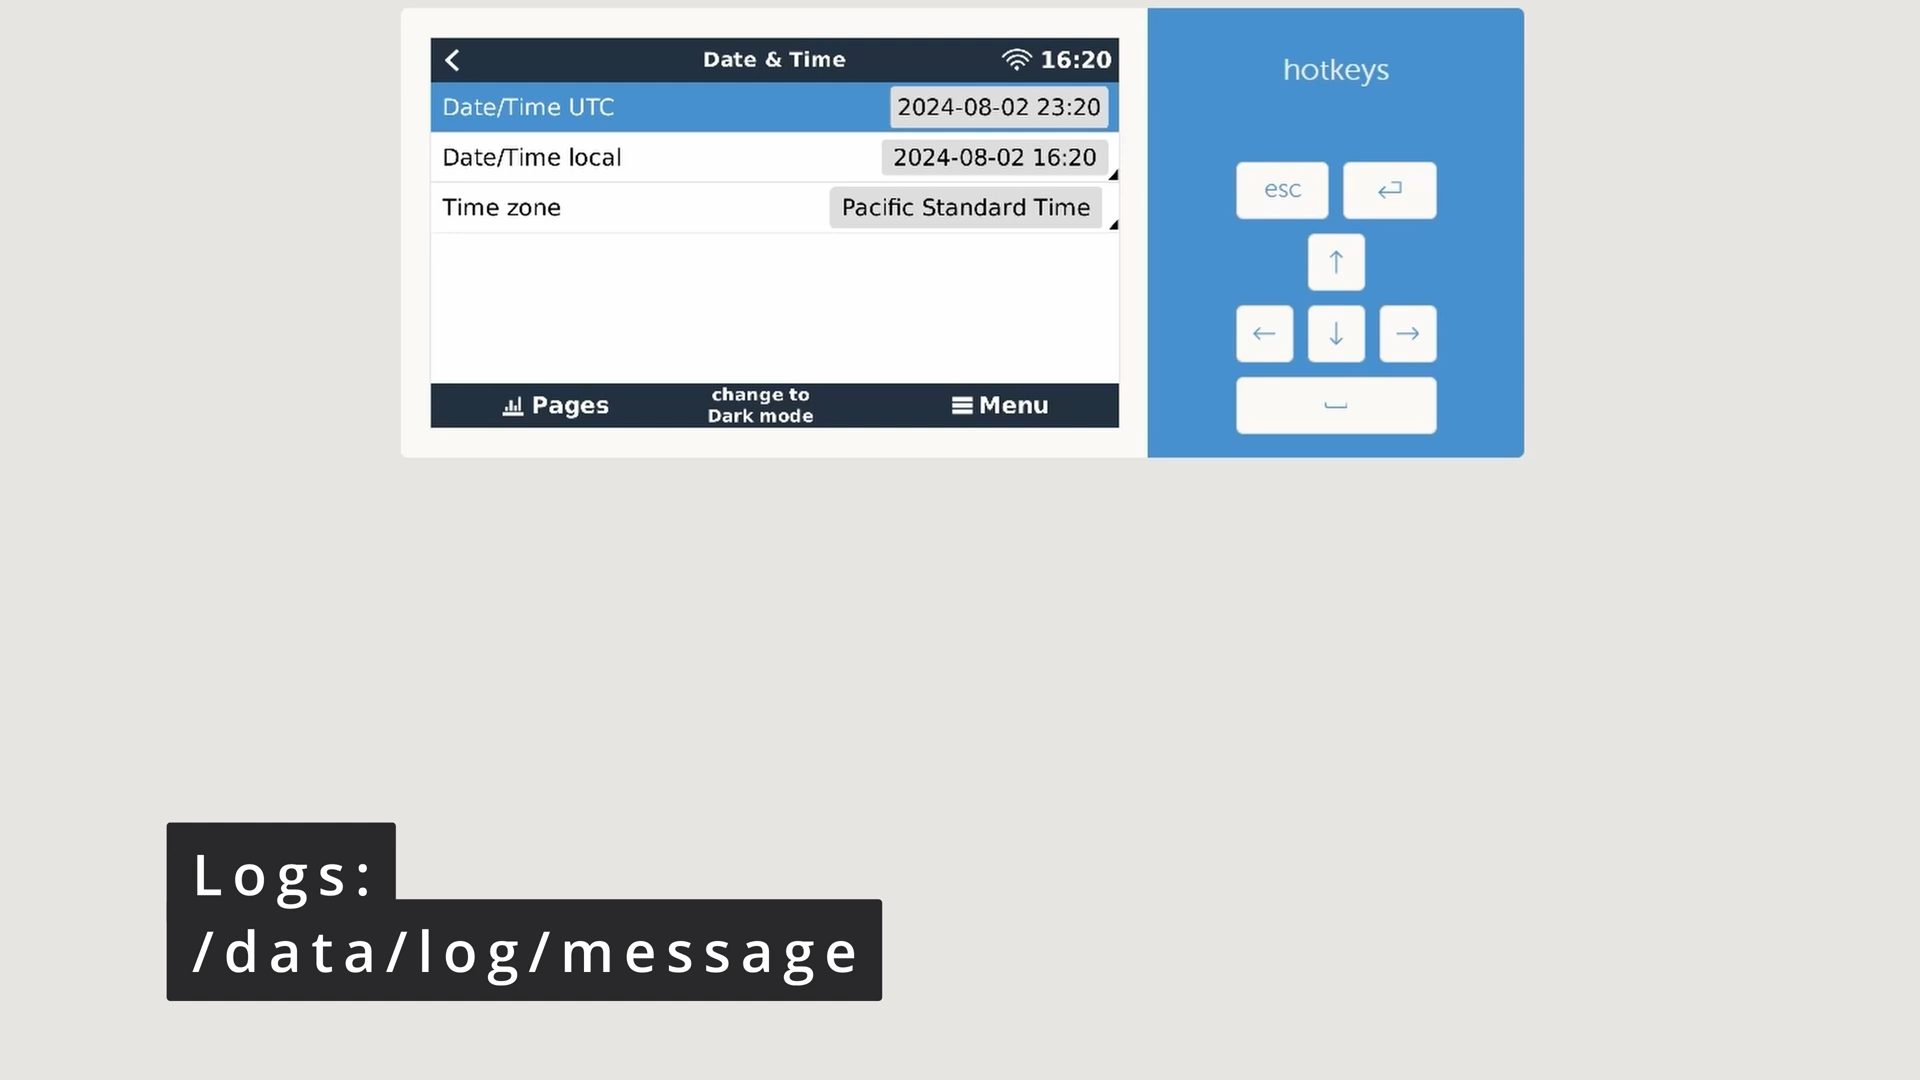 Date & Time
16:20
Date/Time UTC
2024-08-02 23:20
Date/Time local
2024-08-02 16:20
Time zone
Pacific Standard Time
Pages
change to
Dark mode
Menu
hotkeys
esc
Logs:
/data/log/message